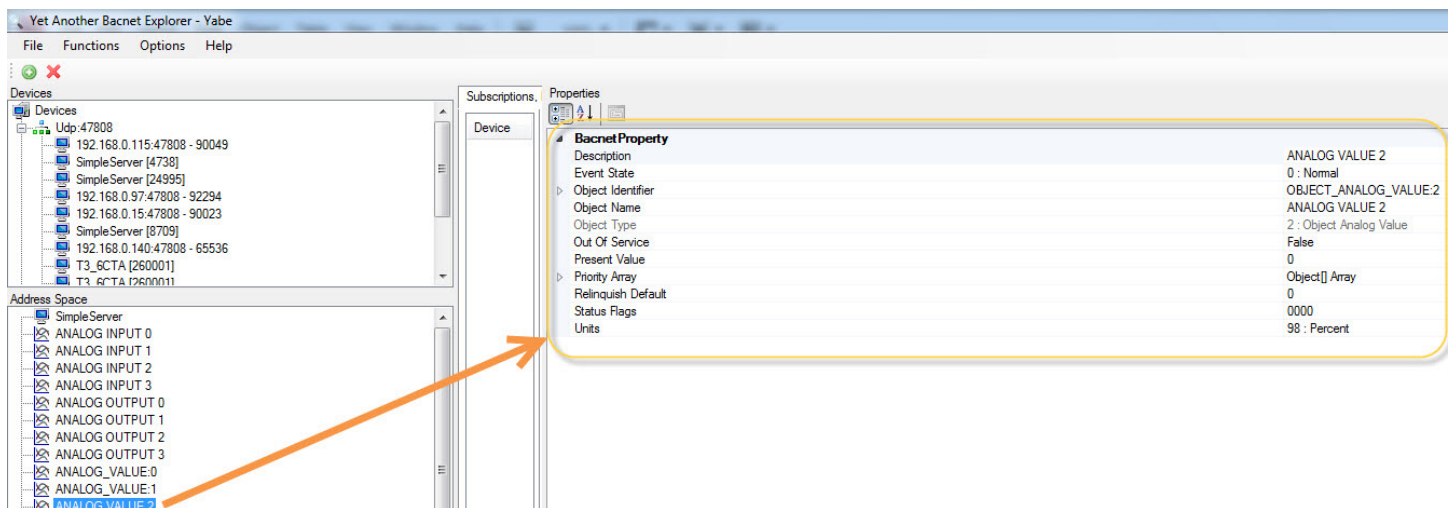 Yet Another Bacnet Explorer - Yabe
File Functions Options Help
Devices
Devices
Udp:47808
192.168.0.115:47808 - 90049
SimpleServer [4738]
SimpleServer [24995]
192.168.0.97:47808 - 92294
192.168.0.15:47808 - 90023
SimpleServer [8709]
192.168.0.140:47808 - 65536
T3_6CTA [260001]
T3_6CTA [260001]
Address Space
SimpleServer
ANALOG INPUT 0
ANALOG INPUT 1
ANALOG INPUT 2
ANALOG INPUT 3
ANALOG OUTPUT 0
ANALOG OUTPUT 1
ANALOG OUTPUT 2
ANALOG OUTPUT 3
ANALOG_VALUE:0
ANALOG_VALUE:1
ANALOG VALUE 2
Subscriptions,
Device
Properties
BacnetProperty
Description ANALOG VALUE 2
Event State 0 : Normal
Object Identifier OBJECT_ANALOG_VALUE:2
Object Name ANALOG VALUE 2
Object Type 2 : Object Analog Value
Out Of Service False
Present Value 0
Priority Array Object[] Array
Relinquish Default 0
Status Flags 0000
Units 98 : Percent